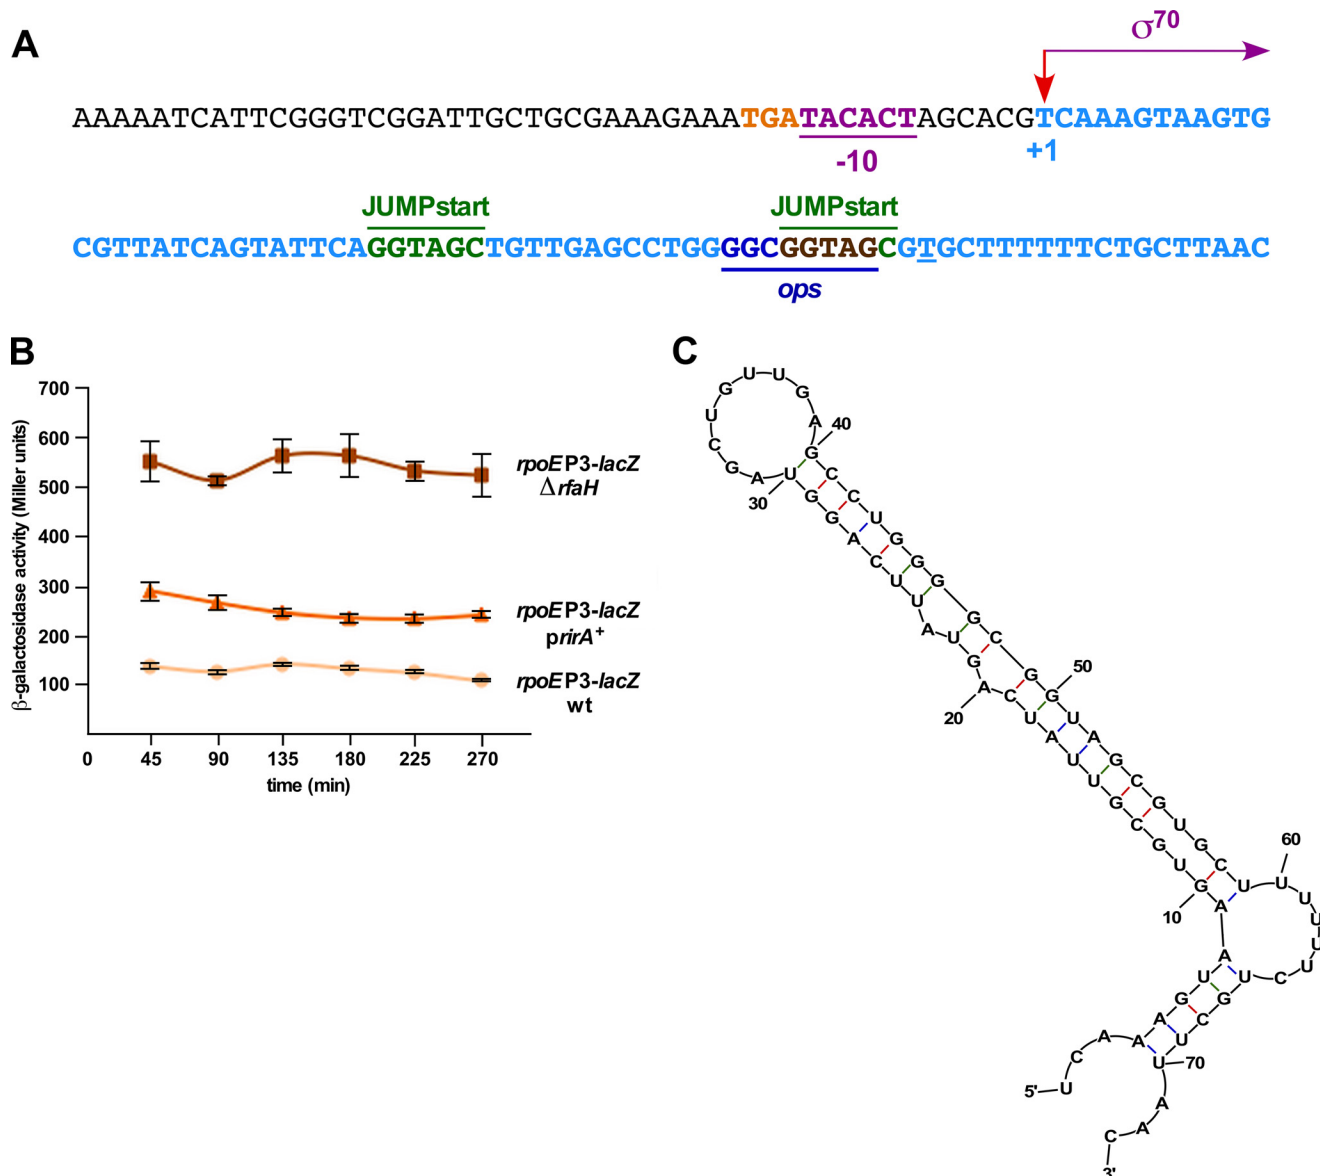 A
σ70
AAAAATCATTCGGGTCGGATTGCTGCGAAAGAAATGATACACTAGCACGTCAAAGTAAGTG
-10
+1
JUMPstart JUMPstart
CGTTATCAGTATTCAGGTAGCTGTTGAGCCTGGGGCGGTAGCGTGCTTTTTTCTGCTTAAC
ops
B
β-galactosidase activity (Miller units)
700
600
500
400
300
200
100
0 45 90 135 180 225 270
time (min)
rpoEP3-lacZ
ΔrfaH
rpoEP3-lacZ
prirA+
rpoEP3-lacZ
wt
C
5'
U C A A A G U A A G U G C G U U A U C A G U A U U C A G G U A G C U G U U G A G C C U G G G G C G G U A G C G U G C U U U U U U C U G C U U A A C
3'
10
20
30
40
50
60
70